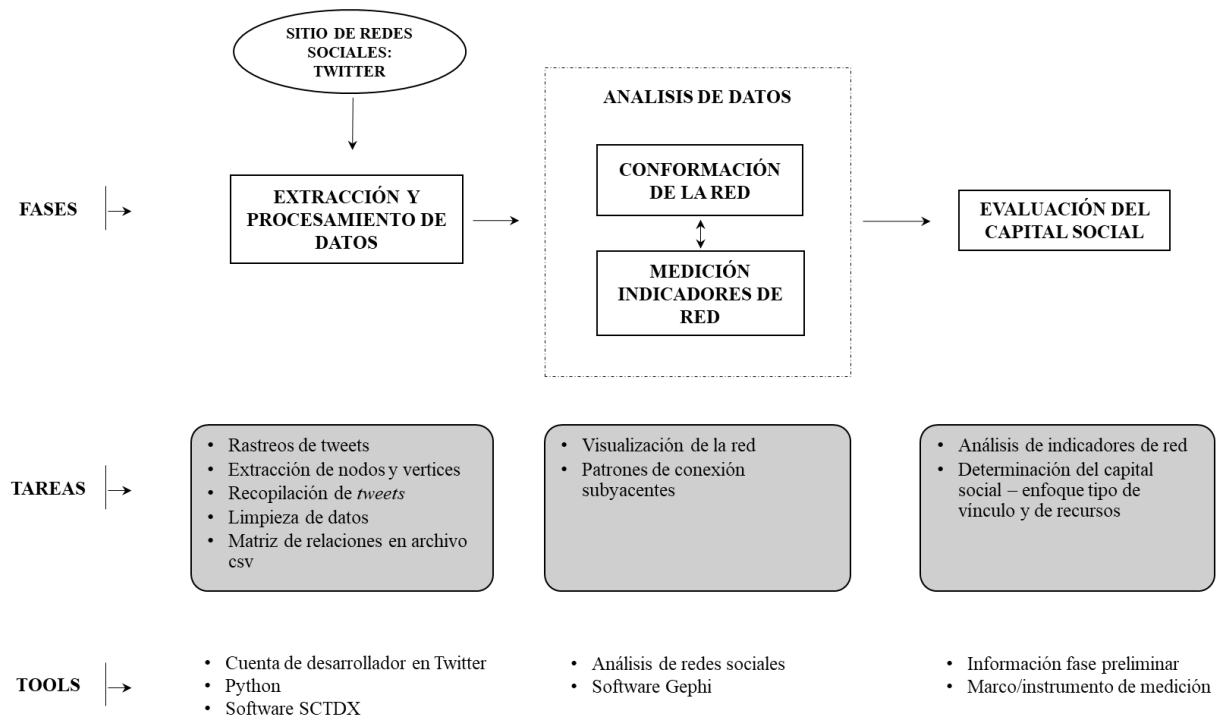 SITIO DE REDES
SOCIALES:
TWITTER
ANALISIS DE DATOS
FASES
EXTRACCIÓN Y
PROCESAMIENTO DE
DATOS
CONFORMACIÓN
DE LA RED
MEDICIÓN
INDICADORES DE
RED
EVALUACIÓN DEL
CAPITAL SOCIAL
TAREAS
• Rastreos de tweets
• Extracción de nodos y vertices
• Recopilación de tweets
• Limpieza de datos
• Matriz de relaciones en archivo
csv
• Visualización de la red
• Patrones de conexión
subyacentes
• Análisis de indicadores de red
• Determinación del capital
social – enfoque tipo de
vínculo y de recursos
TOOLS
• Cuenta de desarrollador en Twitter
• Python
• Software SCTDX
• Análisis de redes sociales
• Software Gephi
• Información fase preliminar
• Marco/instrumento de medición